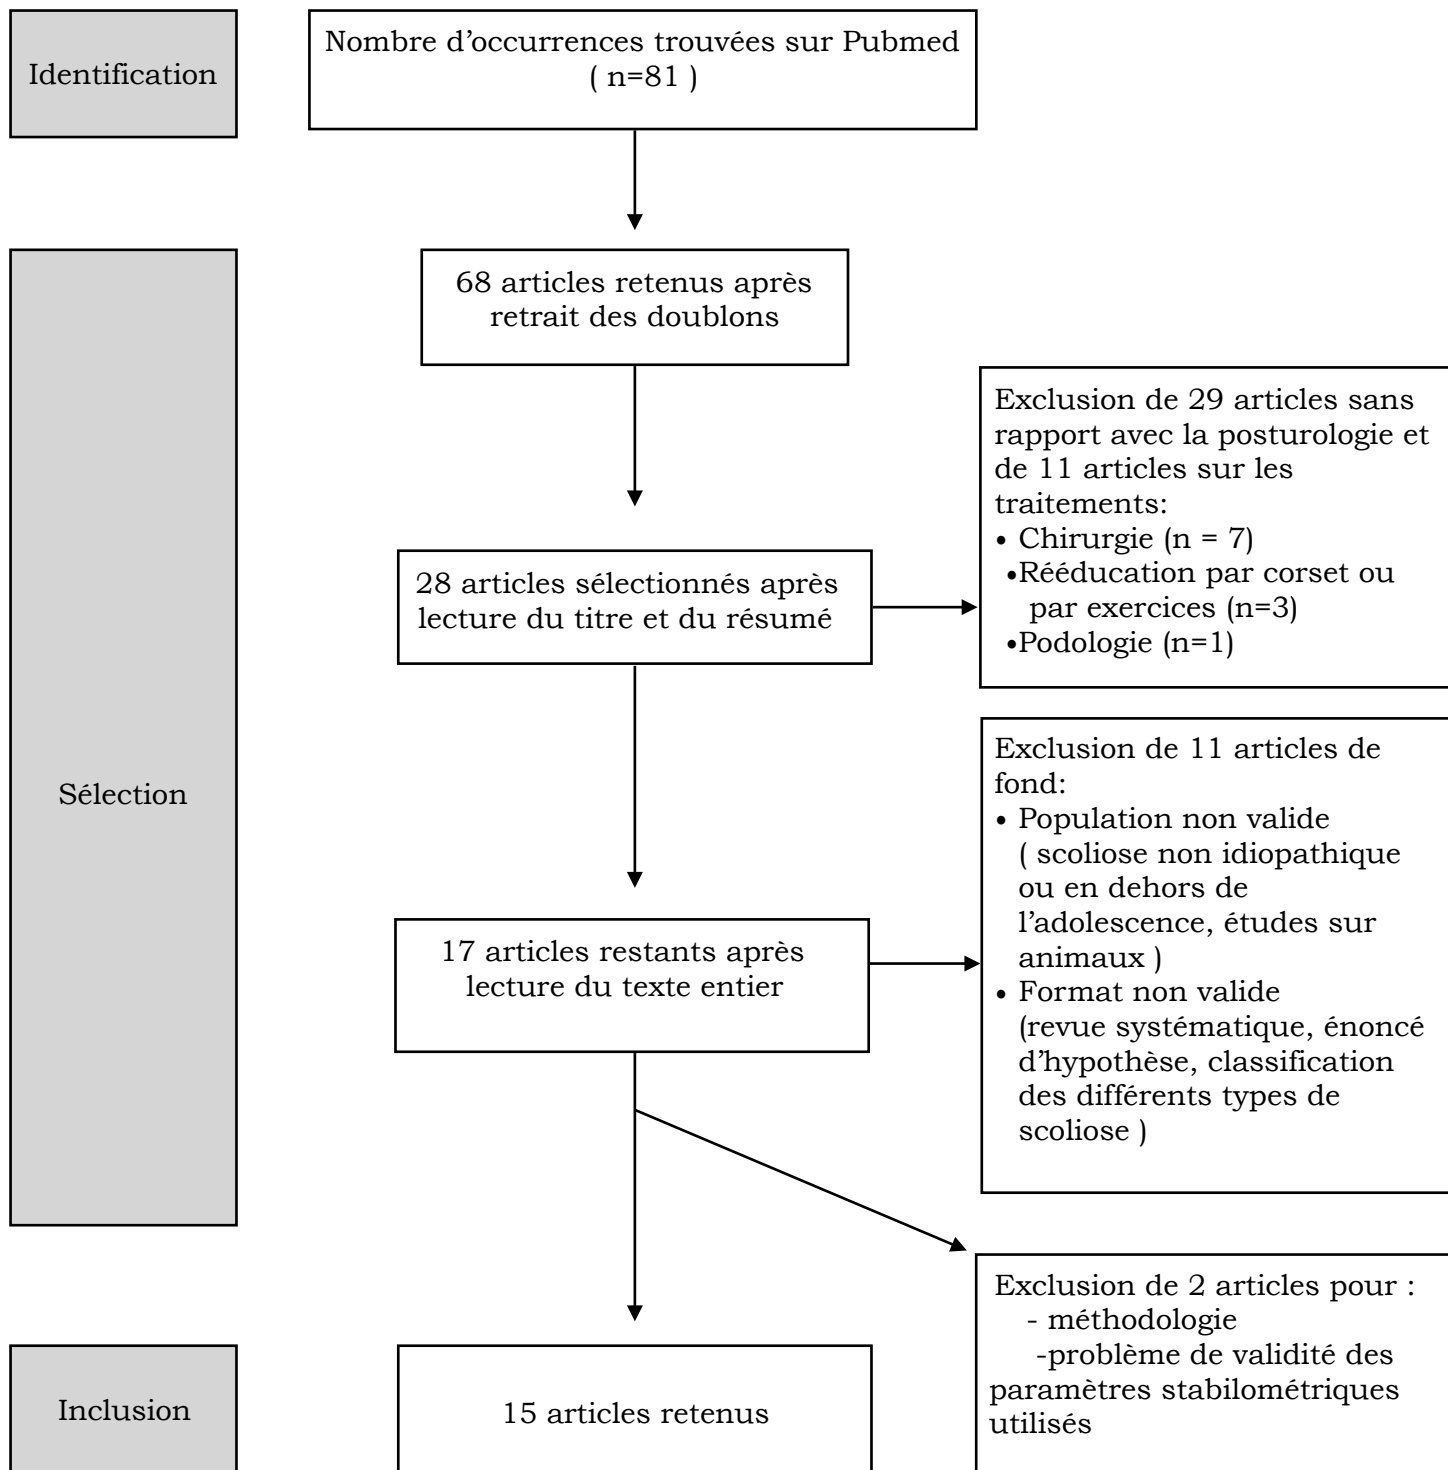 Identification
Nombre d’occurrences trouvées sur Pubmed
( n=81 )
68 articles retenus après
retrait des doublons
Sélection
28 articles sélectionnés après
lecture du titre et du résumé
Exclusion de 29 articles sans
rapport avec la posturologie et
de 11 articles sur les
traitements:
• Chirurgie (n = 7)
•Rééducation par corset ou
par exercices (n=3)
•Podologie (n=1)
17 articles restants après
lecture du texte entier
Exclusion de 11 articles de
fond:
• Population non valide
( scoliose non idiopathique
ou en dehors de
l’adolescence, études sur
animaux )
• Format non valide
(revue systématique, énoncé
d’hypothèse, classification
des différents types de
scoliose )
Exclusion de 2 articles pour :
- méthodologie
-problème de validité des
paramètres stabilométriques
utilisés
Inclusion
15 articles retenus